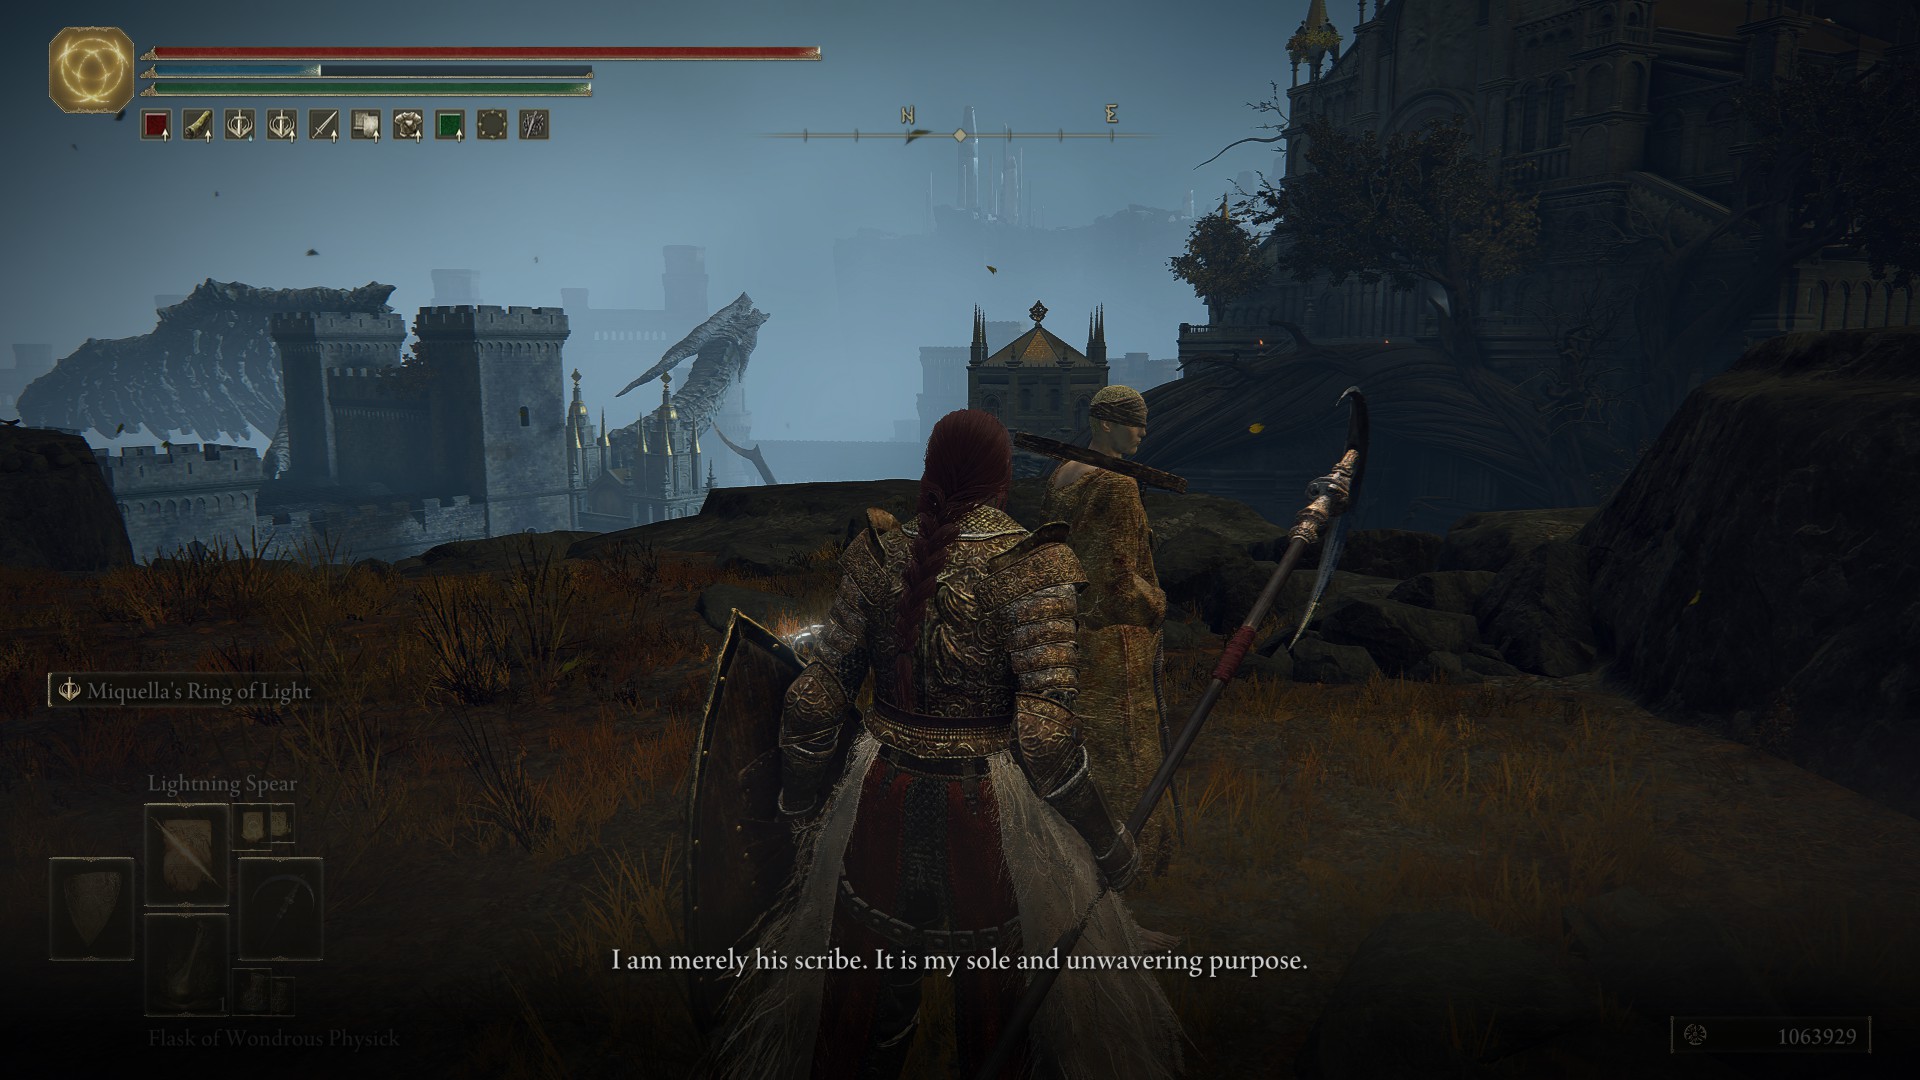 N
E
Miquella's Ring of Light
Lightning Spear
1
Flask of Wondrous Physick
I am merely his scribe. It is my sole and unwavering purpose.
1063929